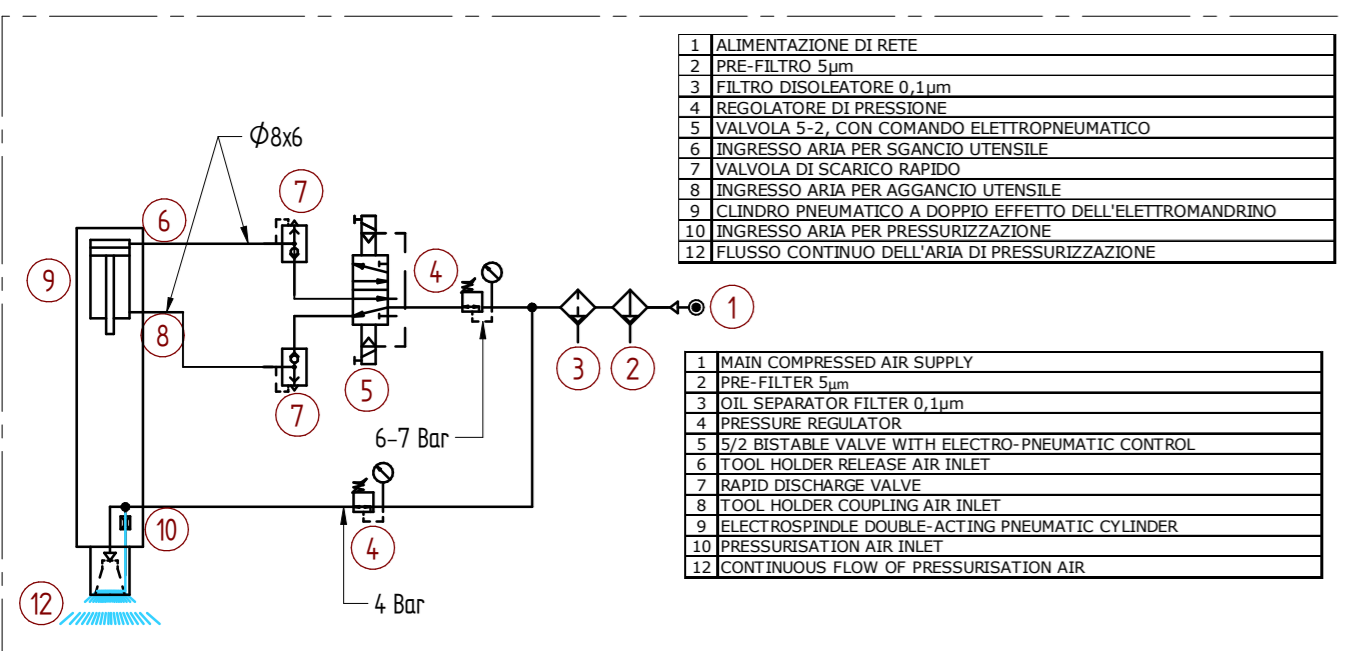 1 ALIMENTAZIONE DI RETE
2 PRE-FILTRO 5µm
3 FILTRO DISOLEATORE 0,1µm
4 REGOLATORE DI PRESSIONE
5 VALVOLA 5-2, CON COMANDO ELETTROPNEUMATICO
6 INGRESSO ARIA PER SGANCIO UTENSILE
7 VALVOLA DI SCARICO RAPIDO
8 INGRESSO ARIA PER AGGANCIO UTENSILE
9 CLINDRO PNEUMATICO A DOPPIO EFFETTO DELL'ELETTROMANDRINO
10 INGRESSO ARIA PER PRESSURIZZAZIONE
12 FLUSSO CONTINUO DELL'ARIA DI PRESSURIZZAZIONE
Φ8x6
7
6
9
4
1
8
3
2
5
7
6-7 Bar
10
4
12
4 Bar
1 MAIN COMPRESSED AIR SUPPLY
2 PRE-FILTER 5µm
3 OIL SEPARATOR FILTER 0,1µm
4 PRESSURE REGULATOR
5 5/2 BISTABLE VALVE WITH ELECTRO-PNEUMATIC CONTROL
6 TOOL HOLDER RELEASE AIR INLET
7 RAPID DISCHARGE VALVE
8 TOOL HOLDER COUPLING AIR INLET
9 ELECTROSPINDLE DOUBLE-ACTING PNEUMATIC CYLINDER
10 PRESSURISATION AIR INLET
12 CONTINUOUS FLOW OF PRESSURISATION AIR